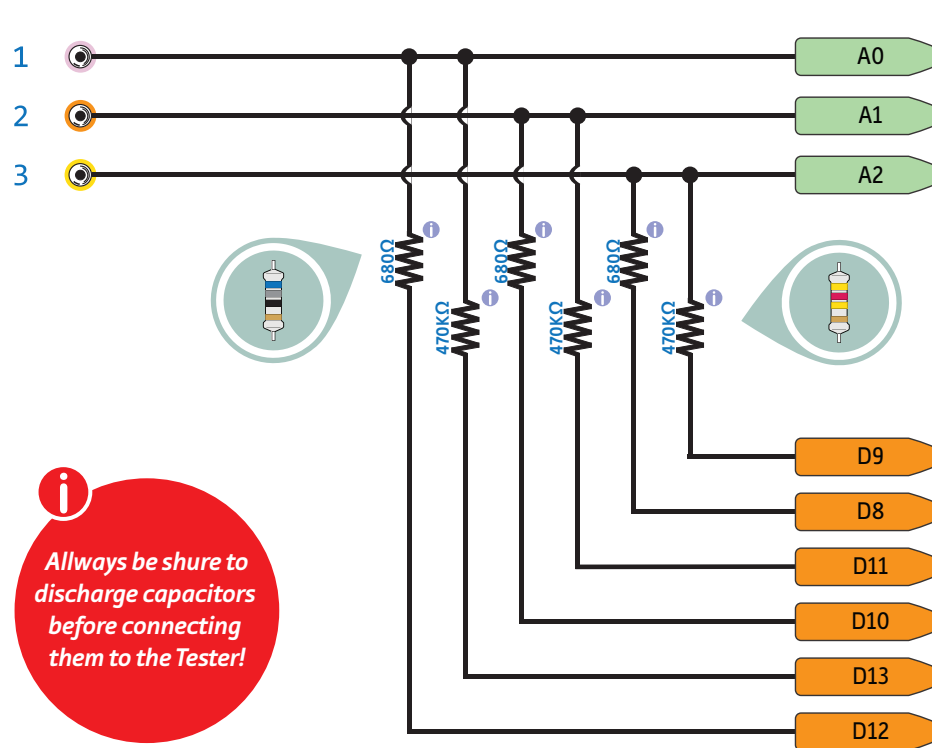 1
A0
2
A1
3
A2
680Ω
680Ω
680Ω
i
i
i
470KΩ
470KΩ
470KΩ
i
i
i
D9
D8
D11
D10
D13
D12
i
Allways be shure to
discharge capacitors
before connecting
them to the Tester!